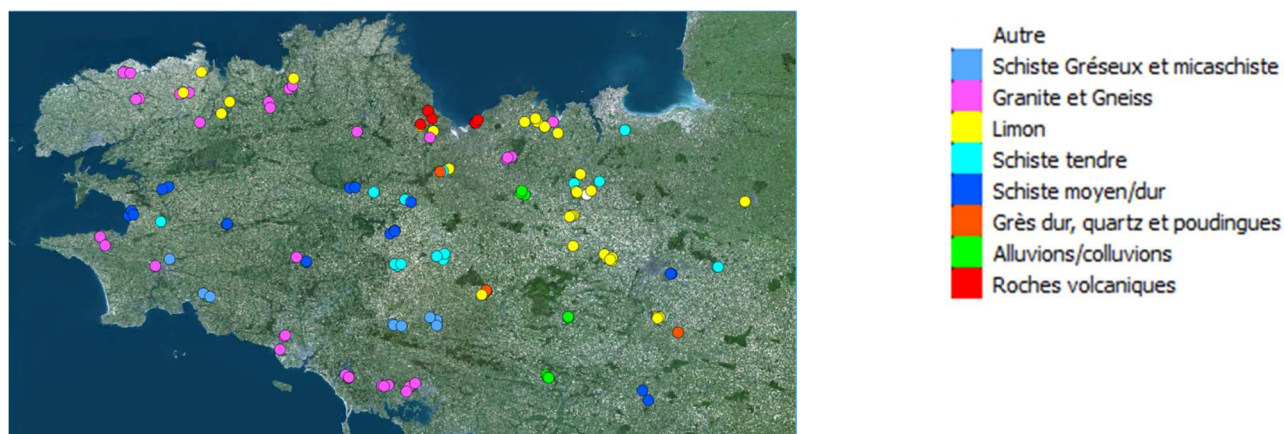 Autre
Schiste Gréseux et micaschiste
Granite et Gneiss
Limon
Schiste tendre
Schiste moyen/dur
Grès dur, quartz et poudingues
Alluvions/colluvions
Roches volcaniques